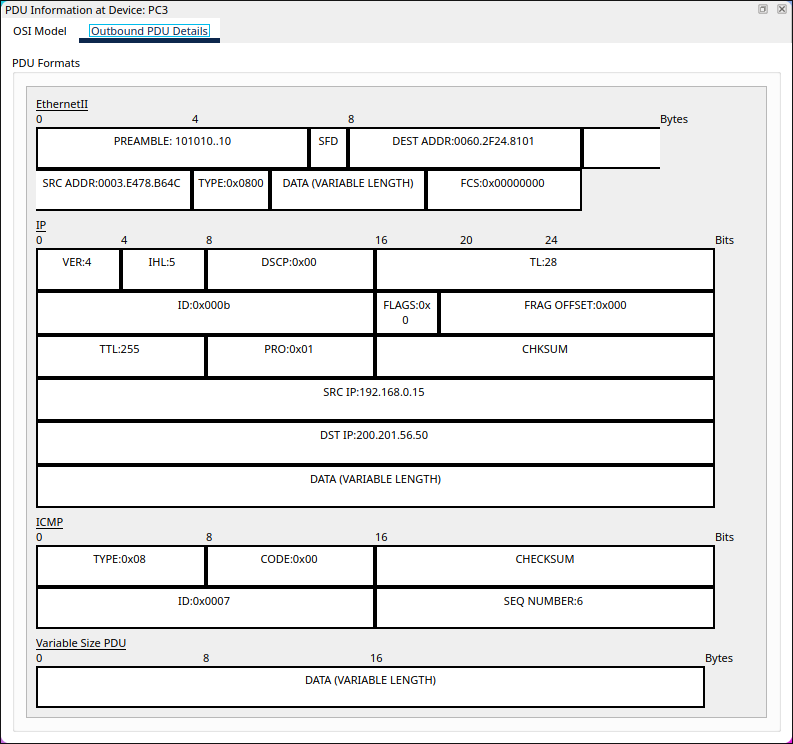 PDU Information at Device: PC3
OSI Model Outbound PDU Details
PDU Formats
EthernetII
0 4 8 Bytes
PREAMBLE: 101010..10 SFD DEST ADDR:0060.2F24.8101
SRC ADDR:0003.E478.B64C TYPE:0x0800 DATA (VARIABLE LENGTH) FCS:0x00000000
IP
0 4 8 16 20 24 Bits
VER:4 IHL:5 DSCP:0x00 TL:28
ID:0x000b FLAGS:0x
0 FRAG OFFSET:0x000
TTL:255 PRO:0x01 CHKSUM
SRC IP:192.168.0.15
DST IP:200.201.56.50
DATA (VARIABLE LENGTH)
ICMP
0 8 16 Bits
TYPE:0x08 CODE:0x00 CHECKSUM
ID:0x0007 SEQ NUMBER:6
Variable Size PDU
0 8 16 Bytes
DATA (VARIABLE LENGTH)